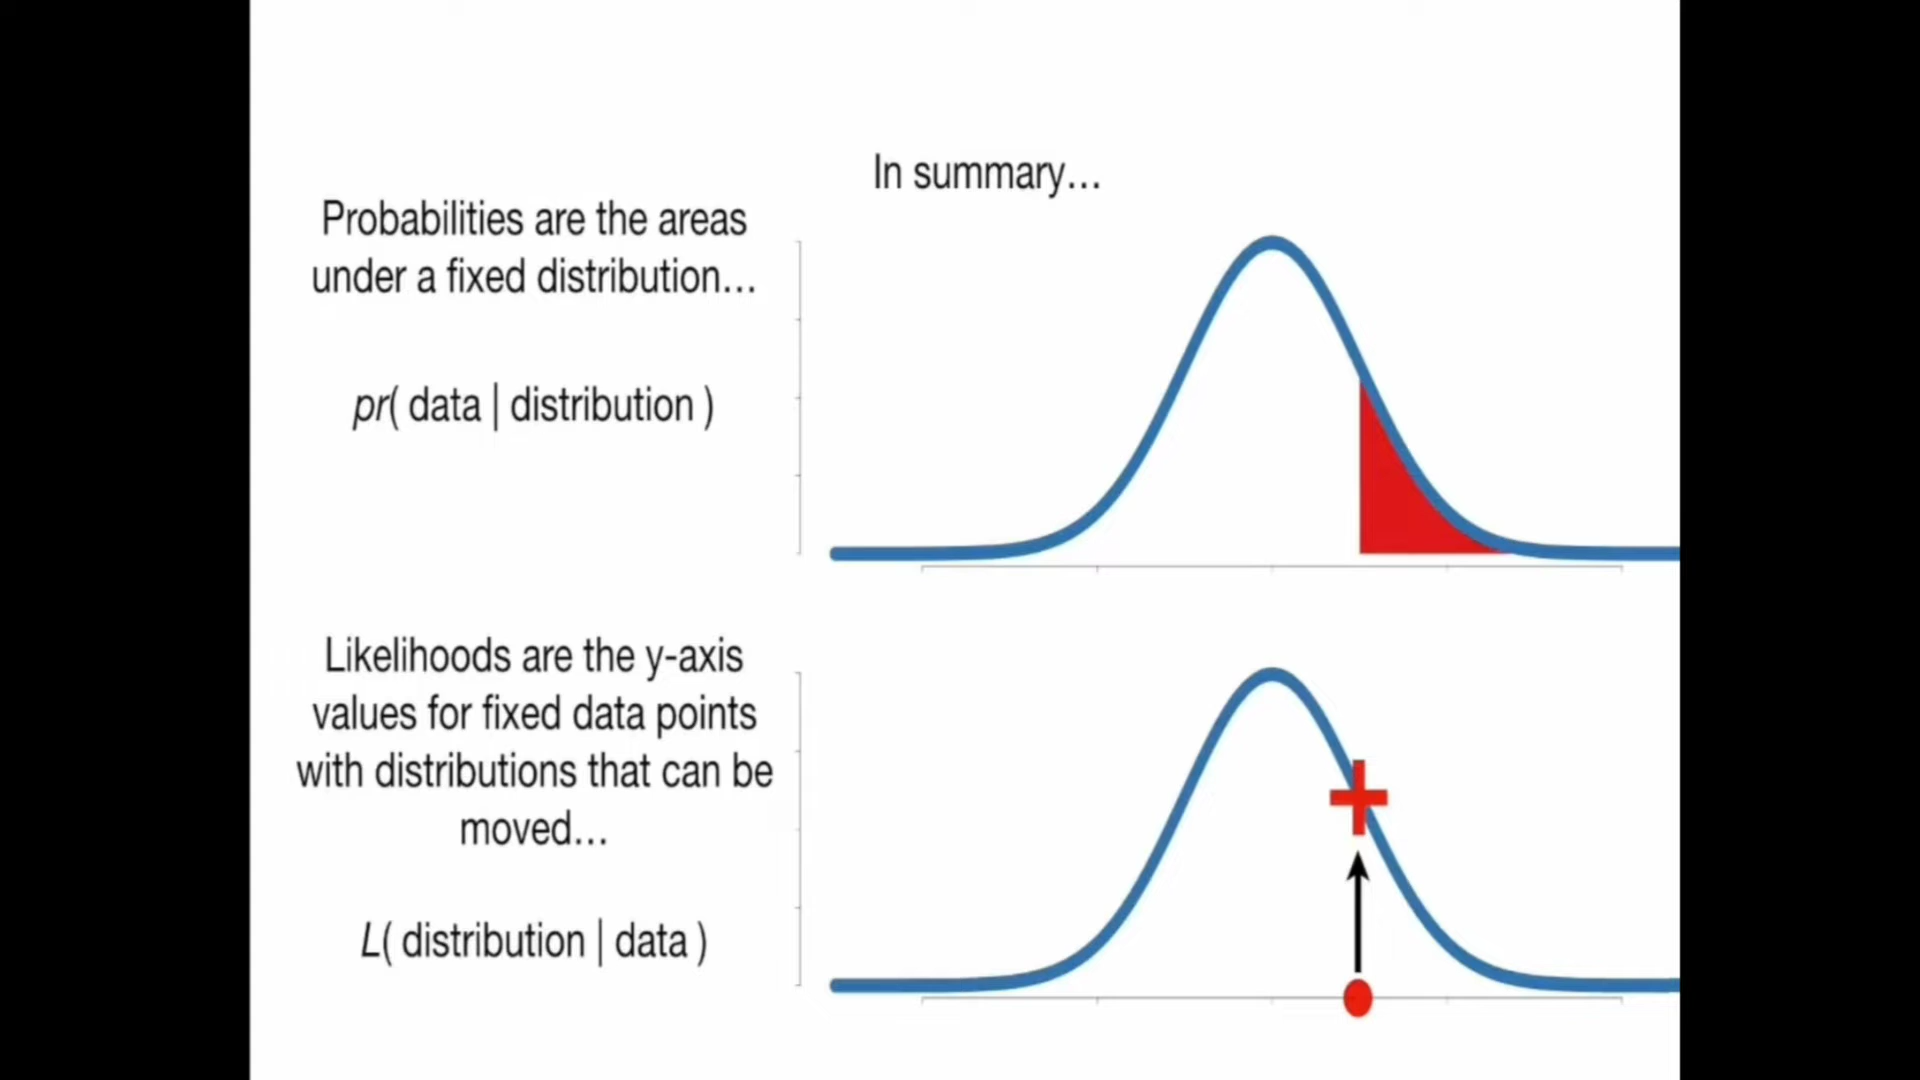 In summary…
Probabilities are the areas
under a fixed distribution…
pr( data | distribution )
Likelihoods are the y-axis
values for fixed data points
with distributions that can be
moved…
L( distribution | data )